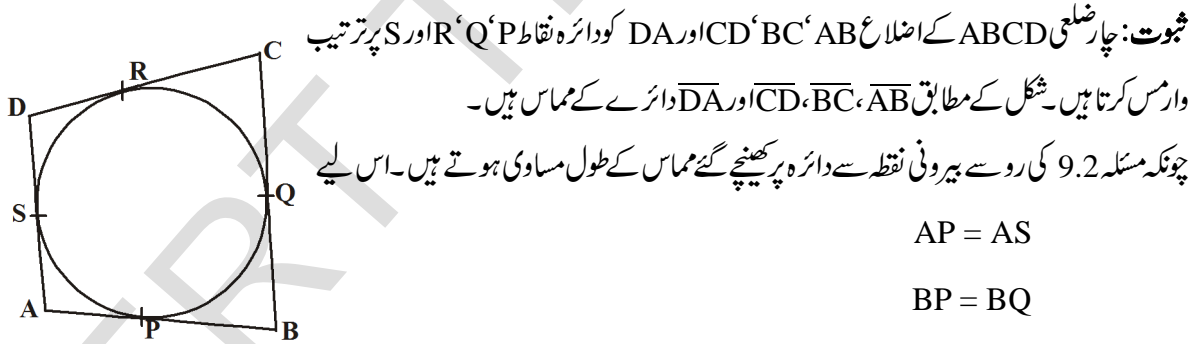 ثبوت: چار ضلعی ABCD کے اضلاع AB‘ BC‘ CD اور DA کو دائرہ نقاط P‘ Q‘ R اور S پر ترتیب
وار مس کرتا ہیں۔ شکل کے مطابق AB، BC، CD اور DA دائرے کے مماس ہیں۔
چونکہ مسئلہ 9.2 کی رو سے بیرونی نقطہ سے دائرہ پر کھینچے گئے مماس کے طول مساوی ہوتے ہیں۔ اس لیے
AP = AS
BP = BQ
C
R
D
Q
S
A
P
B